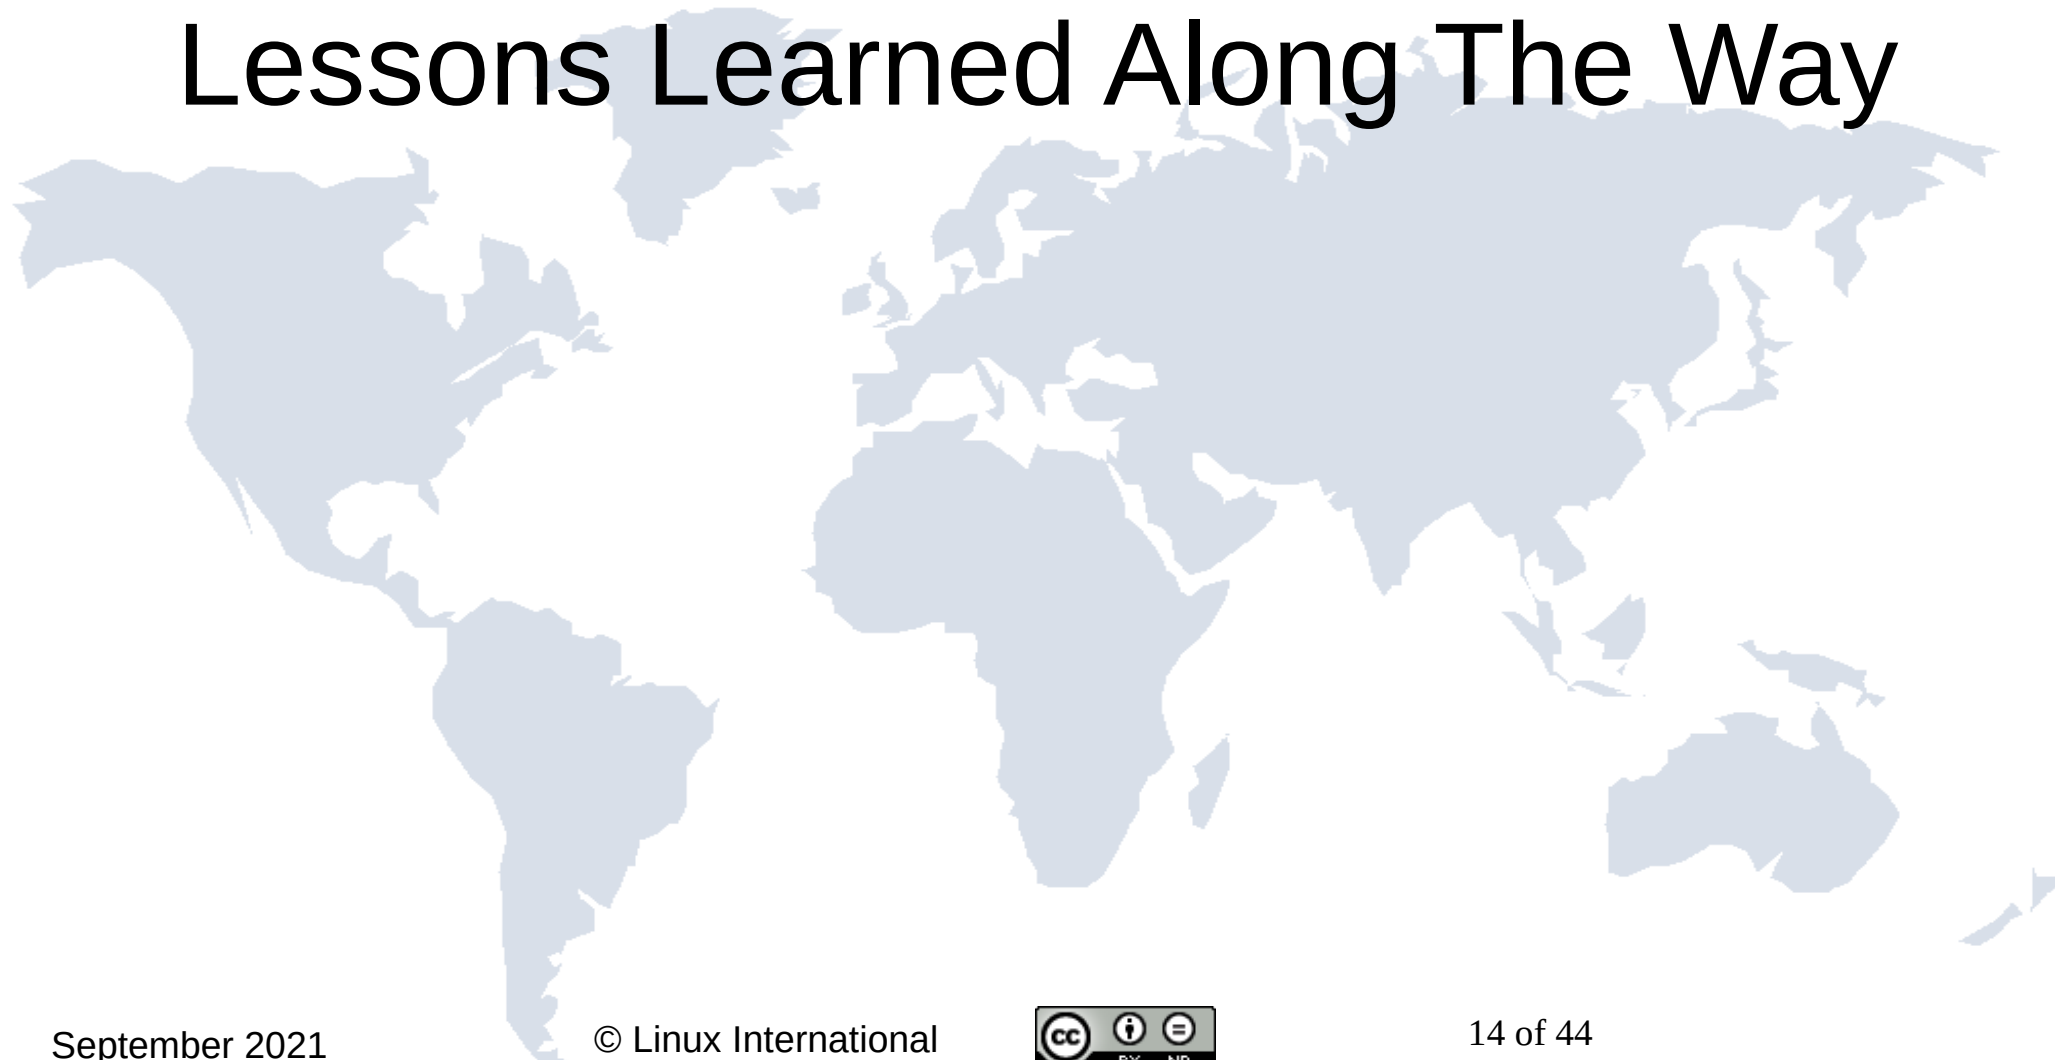 Lessons Learned Along The Way
September 2021
© Linux International
cc
BY ND
14 of 44